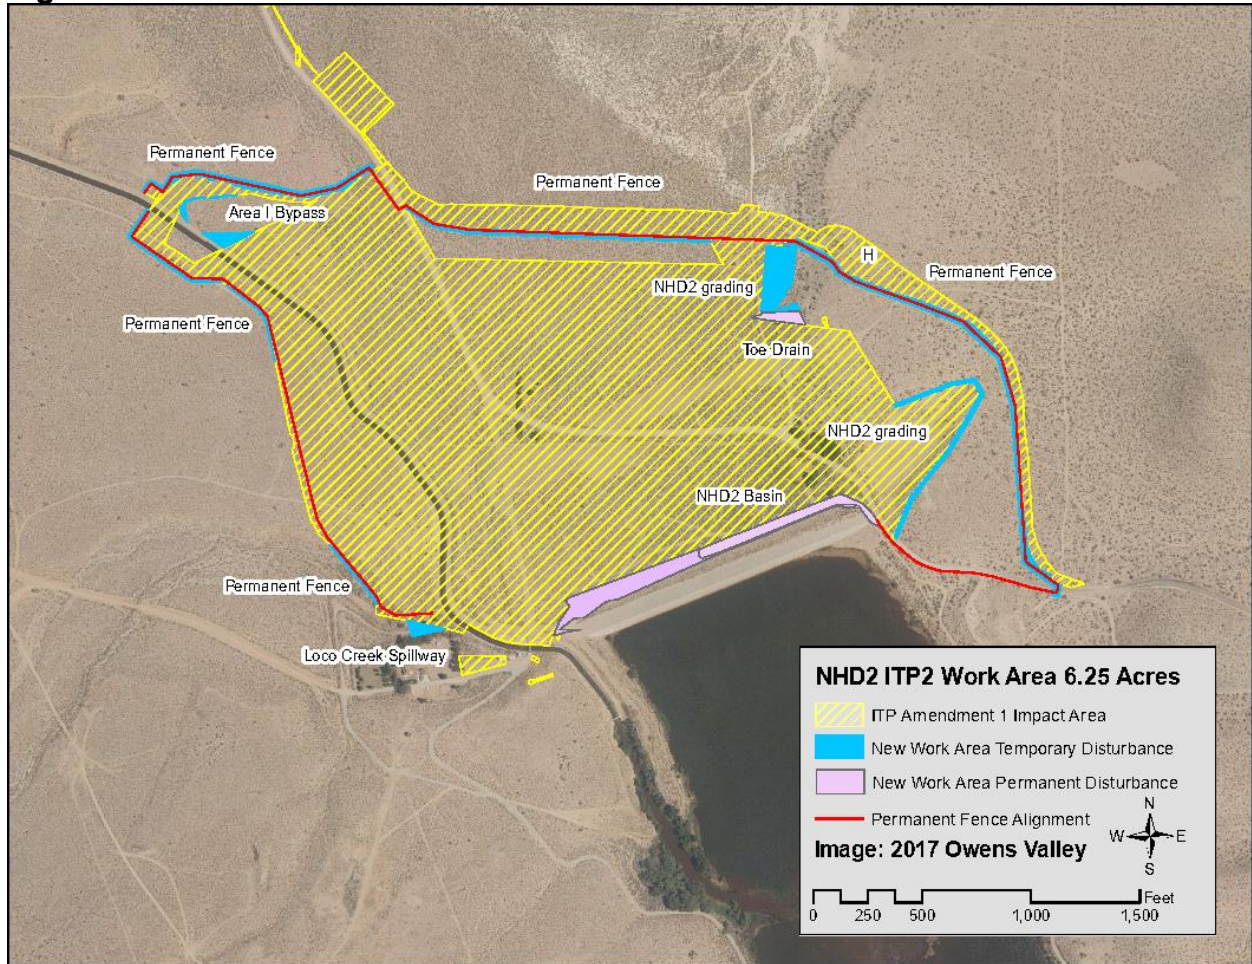 Permanent Fence
Permanent Fence
Area I Bypass
H
Permanent Fence
NHD2 grading
Permanent Fence
Toe Drain
NHD2 grading
NHD2 Basin
Permanent Fence
Loco Creek Spillway
NHD2 ITP2 Work Area 6.25 Acres
ITP Amendment 1 Impact Area
New Work Area Temporary Disturbance
New Work Area Permanent Disturbance
Permanent Fence Alignment
N
W E
S
Image: 2017 Owens Valley
Feet
0 250 500 1,000 1,500